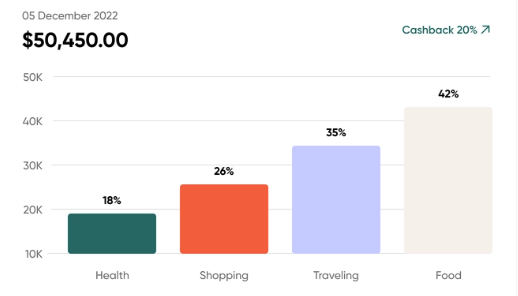 05 December 2022
$50,450.00
Cashback 20%
50K
42%
40K
35%
30K
26%
18%
20K
10K
Health Shopping Traveling Food